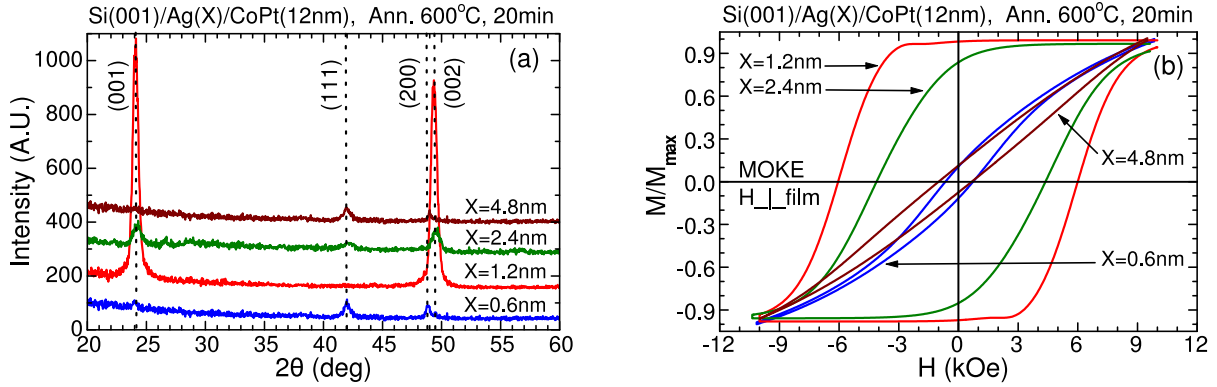 Si(001)/Ag(X)/CoPt(12nm), Ann. 600°C, 20min
(a)
Intensity (A.U.)
1000
800
600
400
200
0
(001)
(111)
(200)
(002)
X=4.8nm
X=2.4nm
X=1.2nm
X=0.6nm
20 25 30 35 40 45 50 55 60
2θ (deg)
Si(001)/Ag(X)/CoPt(12nm), Ann. 600°C, 20min
(b)
M/Mmax
0.9
0.6
0.3
0.0
-0.3
-0.6
-0.9
X=1.2nm
X=2.4nm
X=4.8nm
MOKE
H_|_film
X=0.6nm
-12 -9 -6 -3 0 3 6 9 12
H (kOe)